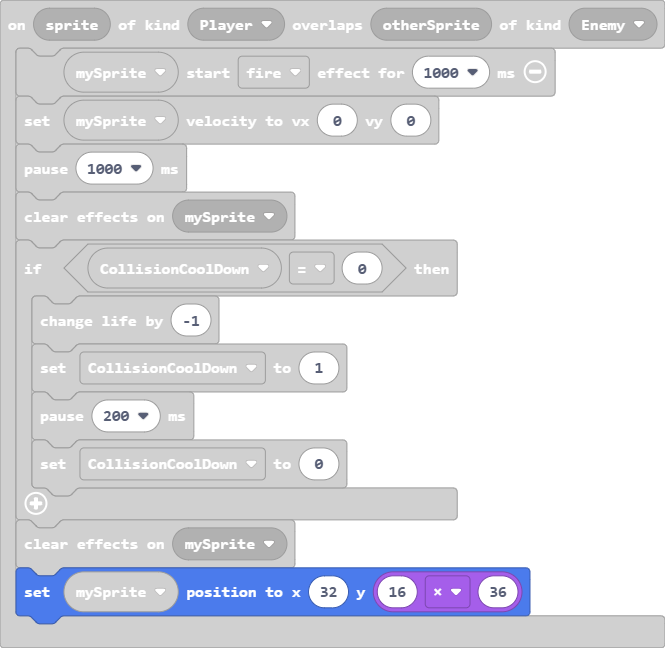 on sprite of kind Player overlaps otherSprite of kind Enemy
mySprite start fire effect for 1000 ms
set mySprite velocity to vx 0 vy 0
pause 1000 ms
clear effects on mySprite
if CollisionCoolDown = 0 then
change life by -1
set CollisionCoolDown to 1
pause 200 ms
set CollisionCoolDown to 0
clear effects on mySprite
set mySprite position to x 32 y 16 × 36